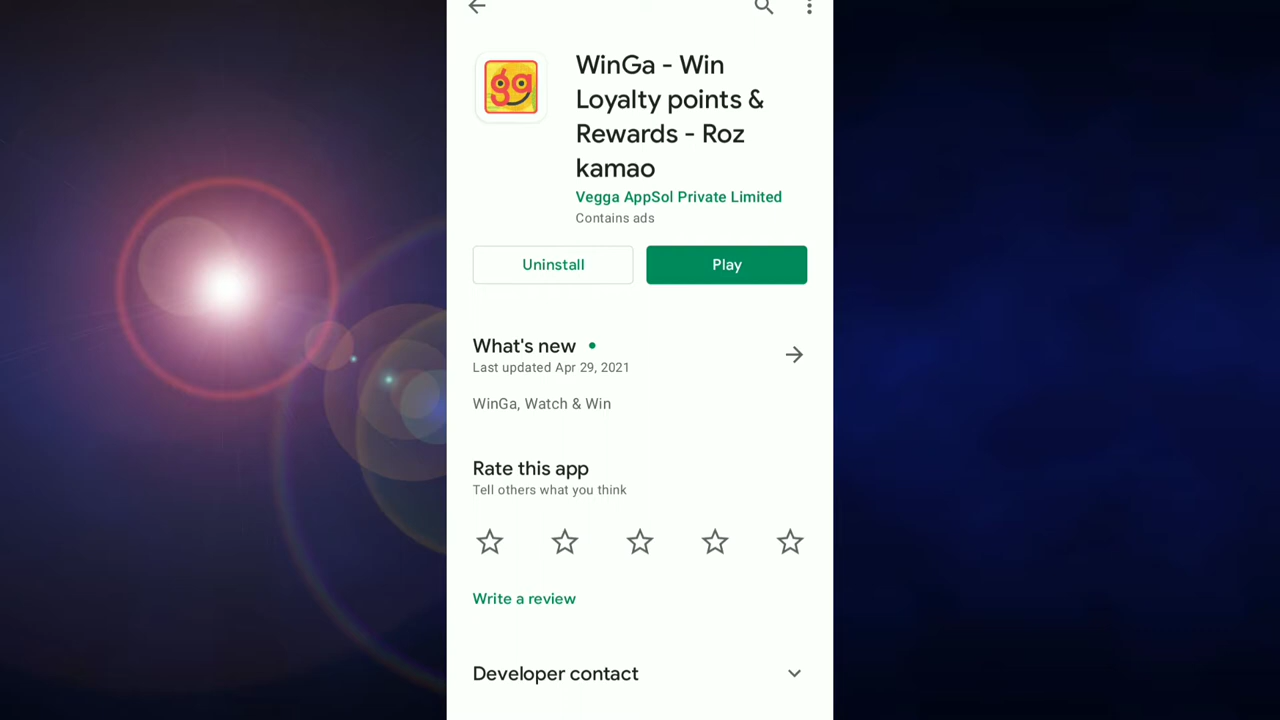 ga
WinGa - Win
Loyalty points &
Rewards - Roz
kamao
Vegga AppSol Private Limited
Contains ads
Uninstall
Play
What's new
Last updated Apr 29, 2021
WinGa, Watch & Win
Rate this app
Tell others what you think
Write a review
Developer contact